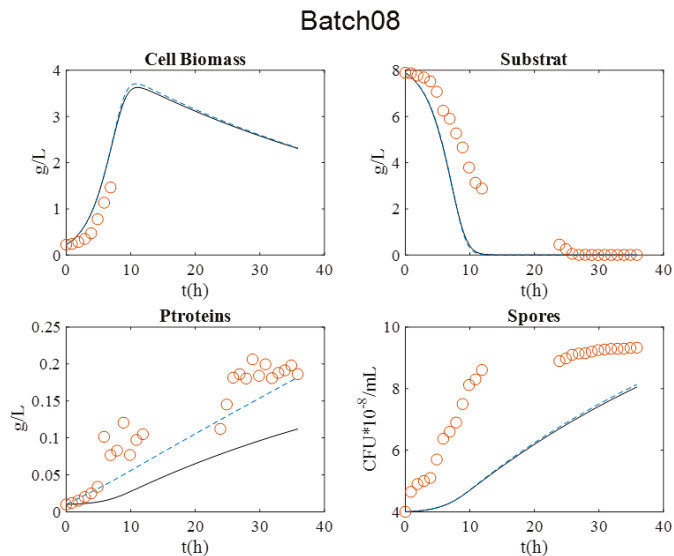 Batch08
Cell Biomass
4
3
2
1
0
g/L
0 10 20 30 40
t(h)
Substrat
8
6
4
2
0
g/L
0 10 20 30 40
t(h)
Ptroteins
0.25
0.2
0.15
0.1
0.05
0
g/L
0 10 20 30 40
t(h)
Spores
10
8
6
4
CFU*10^-8/mL
0 10 20 30 40
t(h)